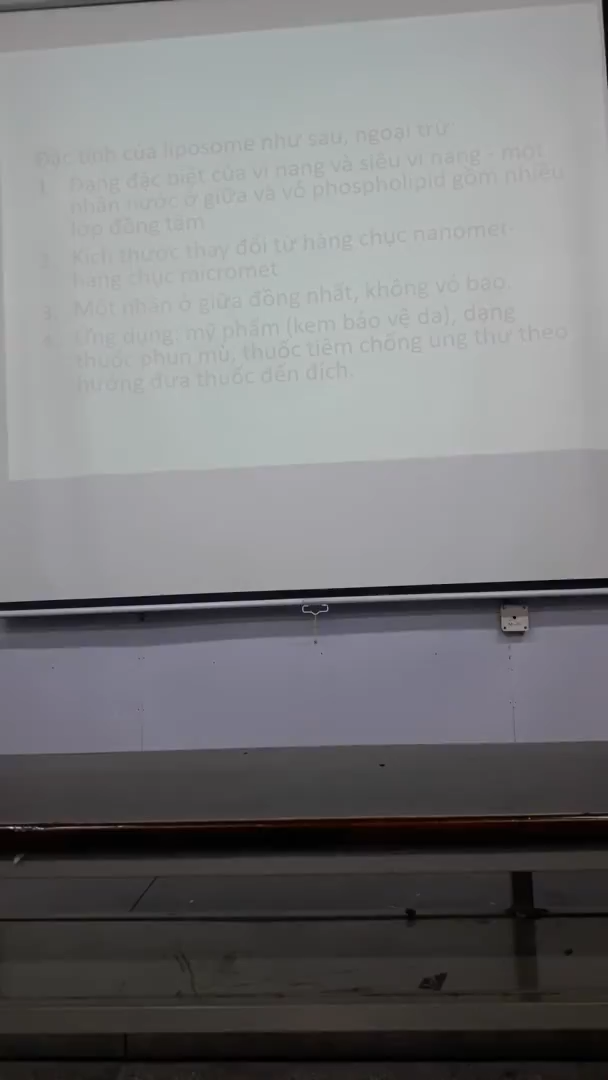 Đặc tính của liposome như sau, ngoại trừ
1. Dạng đặc biệt của vi nang và siêu vi nang - một
nhân nước ở giữa và vỏ phospholipid gồm nhiều
lớp đồng tâm
2. Kích thước thay đổi từ hàng chục nanomet-
hàng chục micromet
3. Một nhân ở giữa đồng nhất, không vỏ bao.
4. Ứng dụng: mỹ phẩm (kem bảo vệ da), dạng
thuốc phun mù, thuốc tiêm chống ung thư theo
hướng đưa thuốc đến đích.